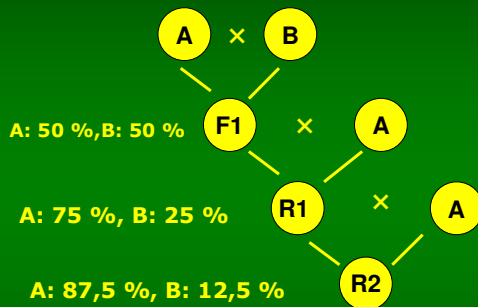 A × B
A: 50 %,B: 50 % F1 × A
A: 75 %, B: 25 % R1 × A
A: 87,5 %, B: 12,5 % R2